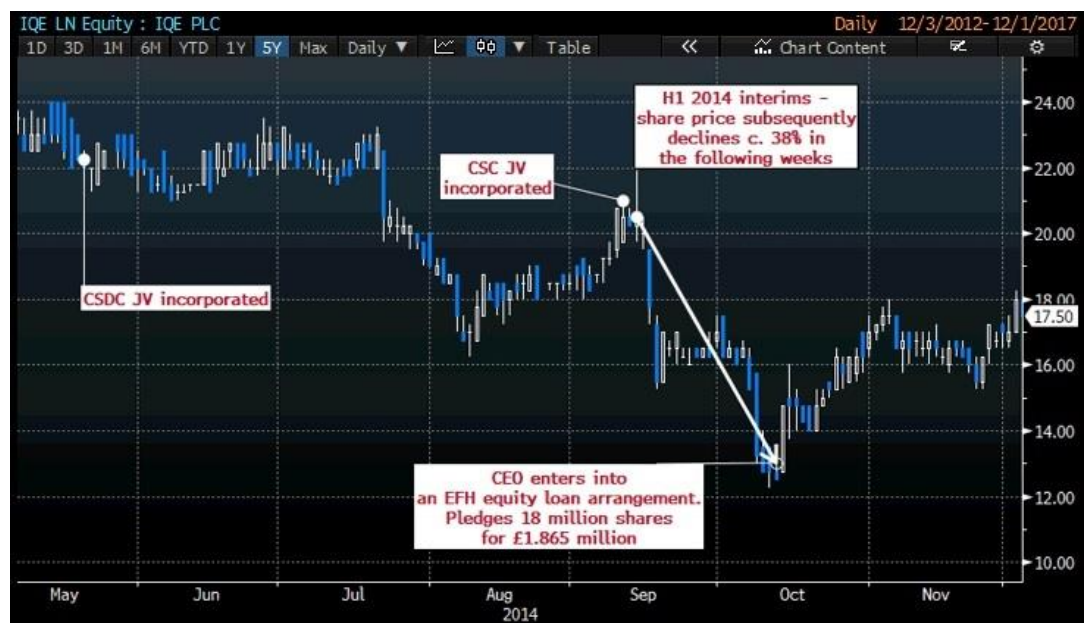 IQE LN Equity : IQE PLC Daily 12/3/2012-12/1/2017
1D 3D 1M 6M YTD 1Y 5Y Max Daily ▼ ▼ Table « Chart Content
H1 2014 interims –
share price subsequently
declines c. 38% in
the following weeks
CSC JV
incorporated
CSDC JV incorporated
CEO enters into
an EFH equity loan arrangement.
Pledges 18 million shares
for £1.865 million
24.00
22.00
20.00
18.00
17.50
16.00
14.00
12.00
10.00
May Jun Jul Aug Sep Oct Nov
2014